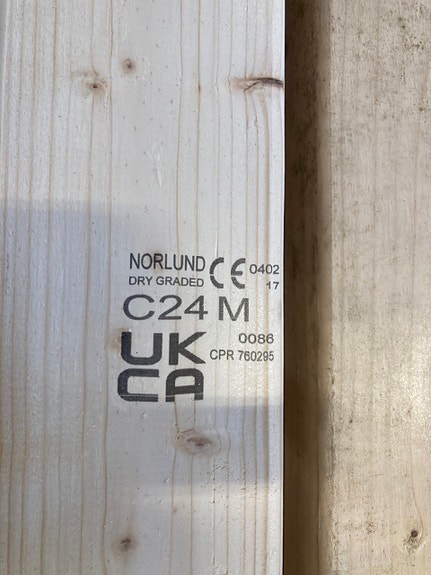 NORLUND CE 0402
DRY GRADED 17
C24 M
UK 0086
CA CPR 760295